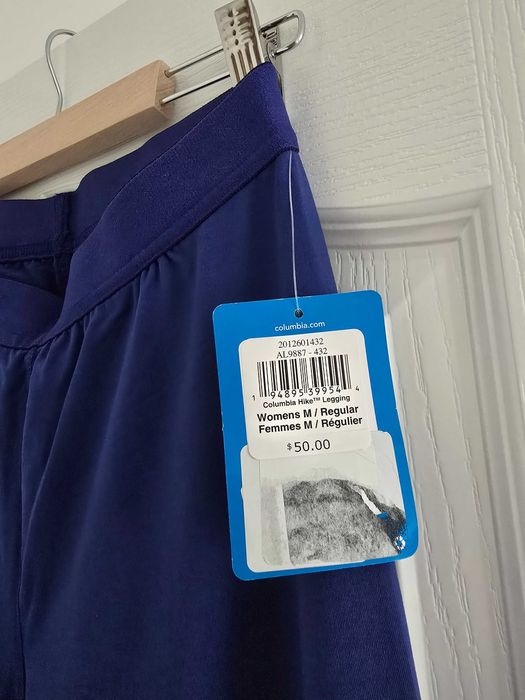 columbia.com
2012601432
AL9887 - 432
1 94895 39954 4
Columbia Hike™ Legging
Womens M / Regular
Femmes M / Régulier
$50.00